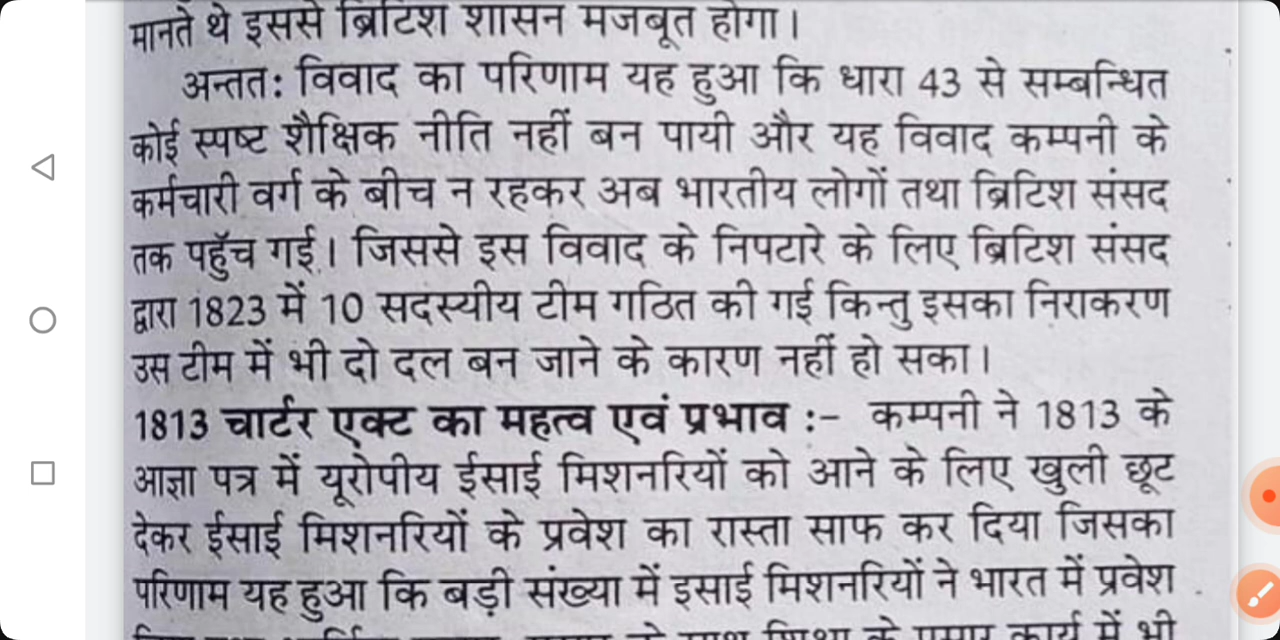 मानते थे इससे ब्रिटिश शासन मजबूत होगा।
अन्तत: विवाद का परिणाम यह हुआ कि धारा 43 से सम्बन्धित
कोई स्पष्ट शैक्षिक नीति नहीं बन पायी और यह विवाद कम्पनी के
कर्मचारी वर्ग के बीच न रहकर अब भारतीय लोगों तथा ब्रिटिश संसद
तक पहुँच गई। जिससे इस विवाद के निपटारे के लिए ब्रिटिश संसद
द्वारा 1823 में 10 सदस्यीय टीम गठित की गई किन्तु इसका निराकरण
उस टीम में भी दो दल बन जाने के कारण नहीं हो सका।
1813 चार्टर एक्ट का महत्व एवं प्रभाव :– कम्पनी ने 1813 के
आज्ञा पत्र में यूरोपीय ईसाई मिशनरियों को आने के लिए खुली छूट
देकर ईसाई मिशनरियों के प्रवेश का रास्ता साफ कर दिया जिसका
परिणाम यह हुआ कि बड़ी संख्या में इसाई मिशनरियों ने भारत में प्रवेश